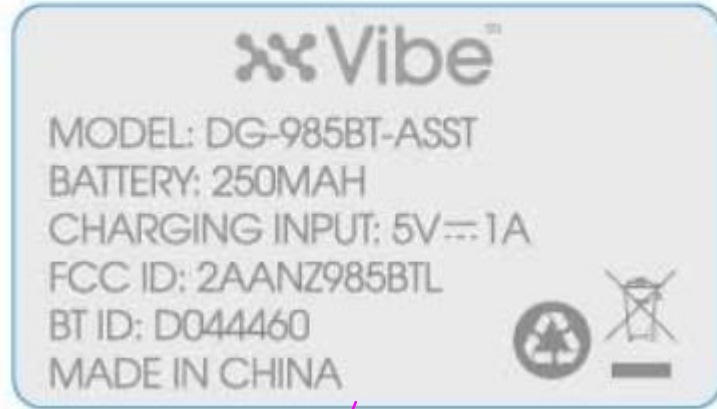 Vibe™
MODEL: DG-985BT-ASST
BATTERY: 250MAH
CHARGING INPUT: 5V⎓1A
FCC ID: 2AANZ985BTL
BT ID: D044460
MADE IN CHINA